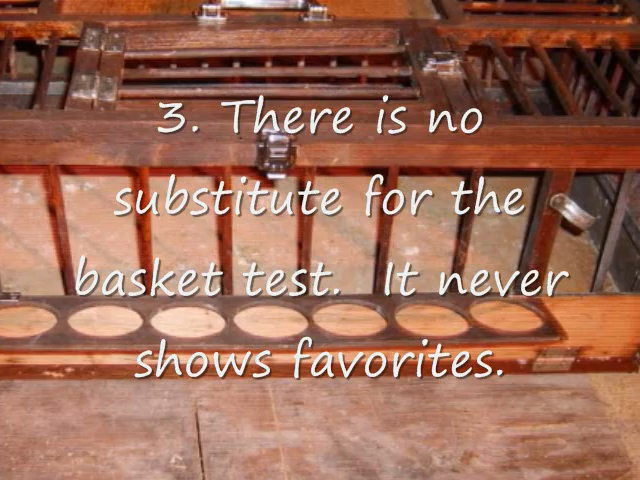 3. There is no
substitute for the
basket test.  It never
shows favorites.